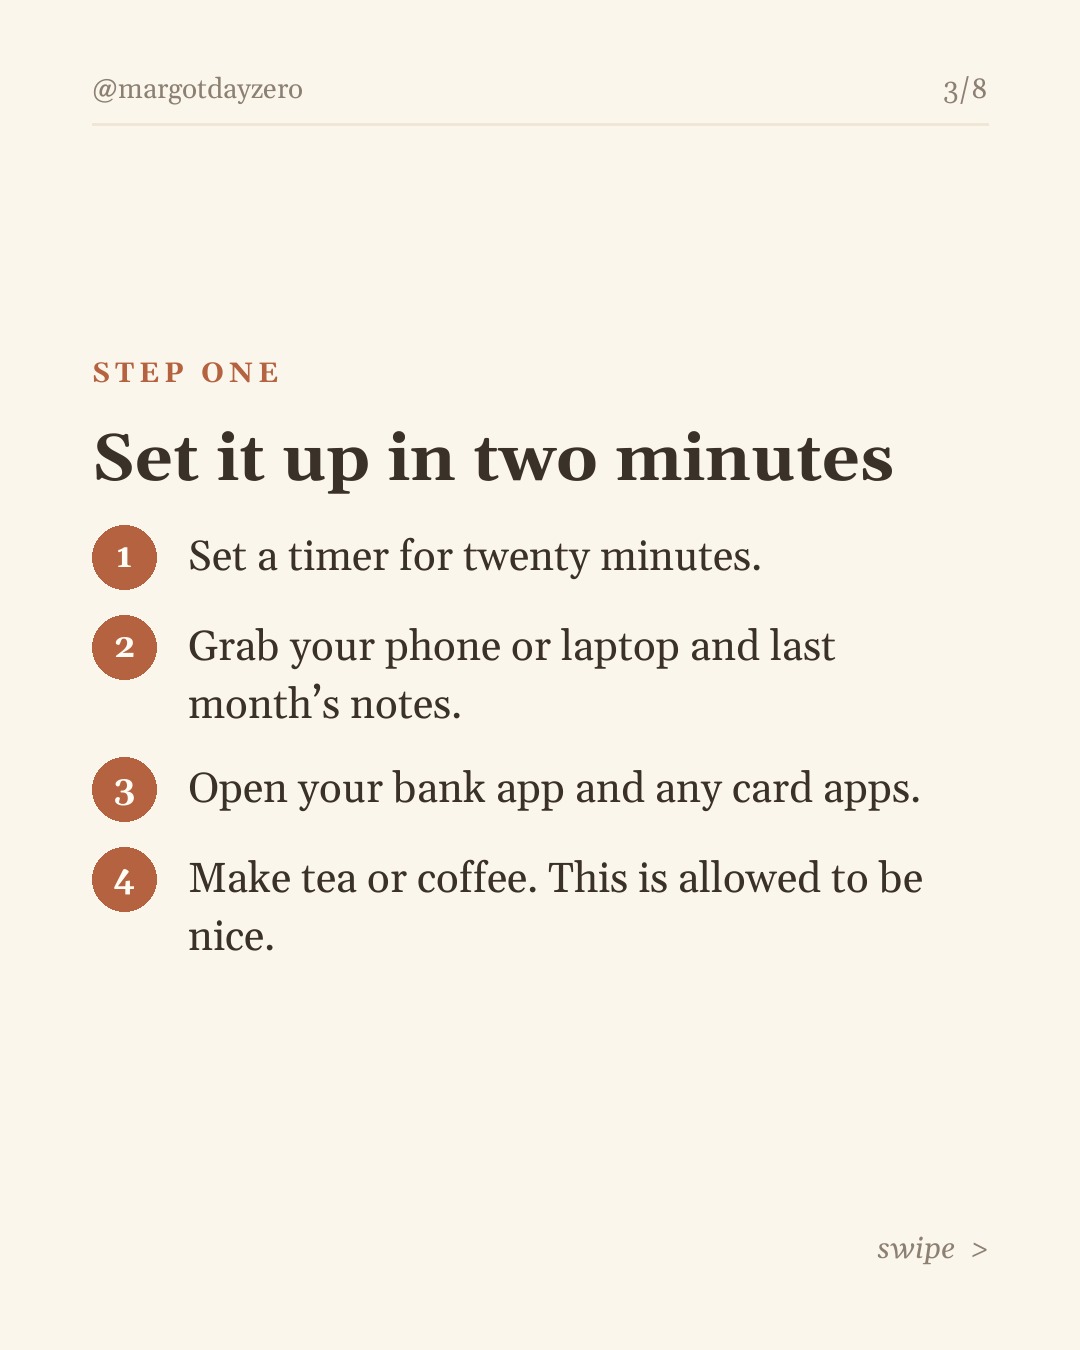 @margotdayzero
3/8
STEP ONE
Set it up in two minutes
1 Set a timer for twenty minutes.
2 Grab your phone or laptop and last
month’s notes.
3 Open your bank app and any card apps.
4 Make tea or coffee. This is allowed to be
nice.
swipe >